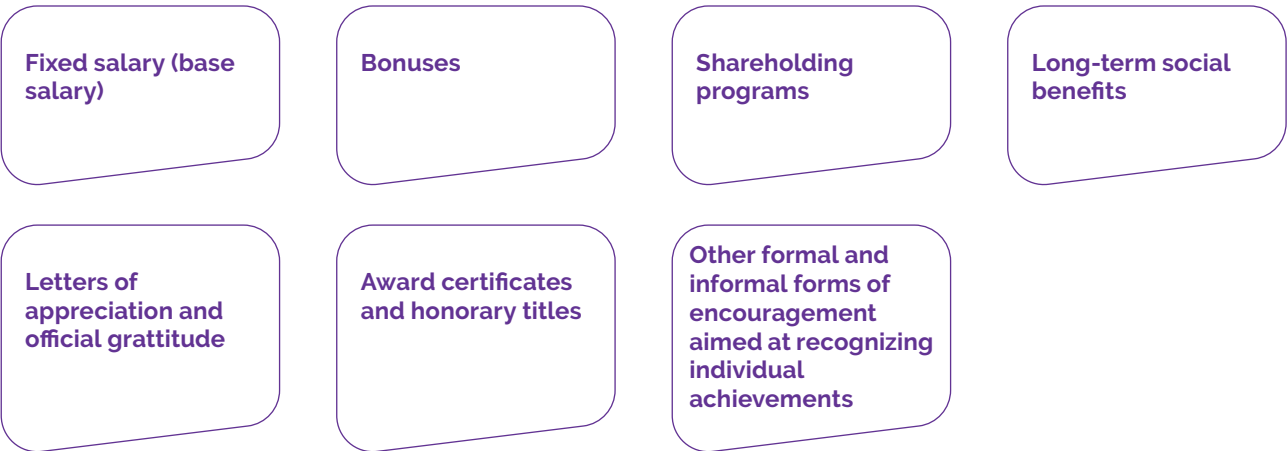 Fixed salary (base
salary)
Bonuses
Shareholding
programs
Long-term social
benefits
Letters of
appreciation and
official grattitude
Award certificates
and honorary titles
Other formal and
informal forms of
encouragement
aimed at recognizing
individual
achievements